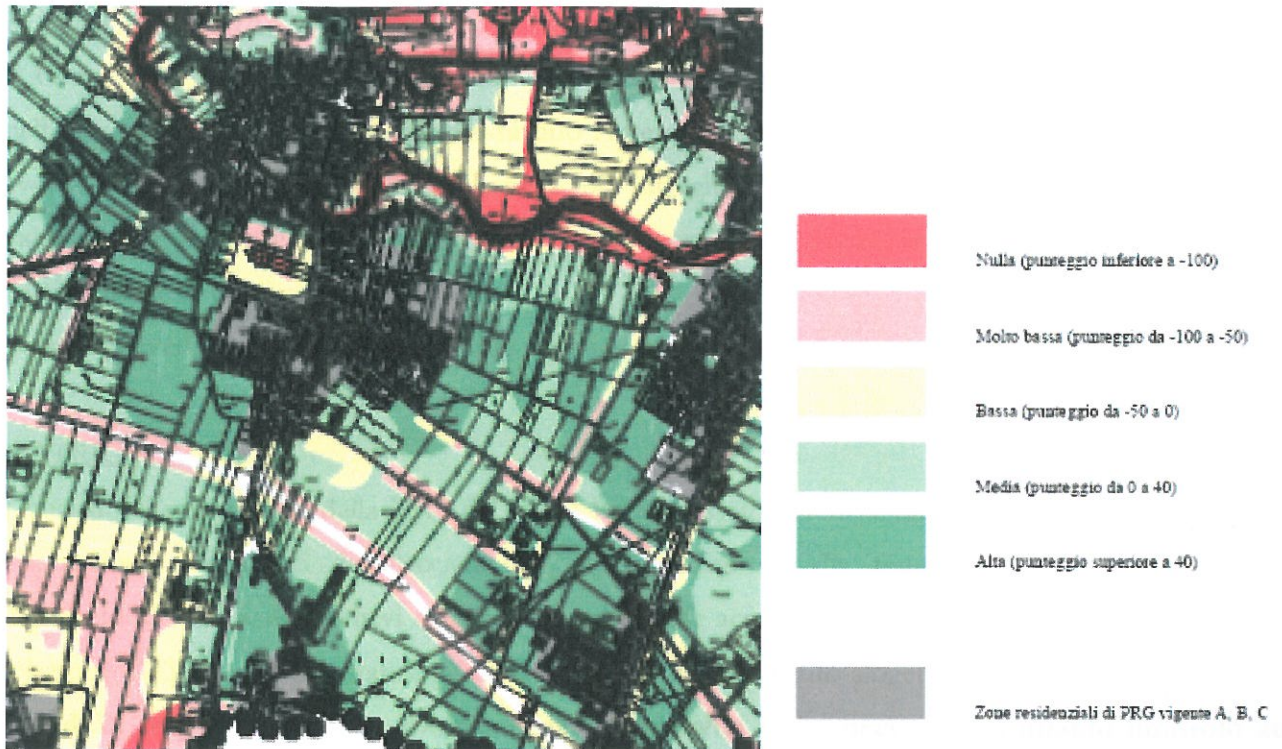 Nulla (punteggio inferiore a -100)
Molto bassa (punteggio da -100 a -50)
Bassa (punteggio da -50 a 0)
Media (punteggio da 0 a 40)
Alta (punteggio superiore a 40)
Zone residenziali di PRG vigente A, B, C